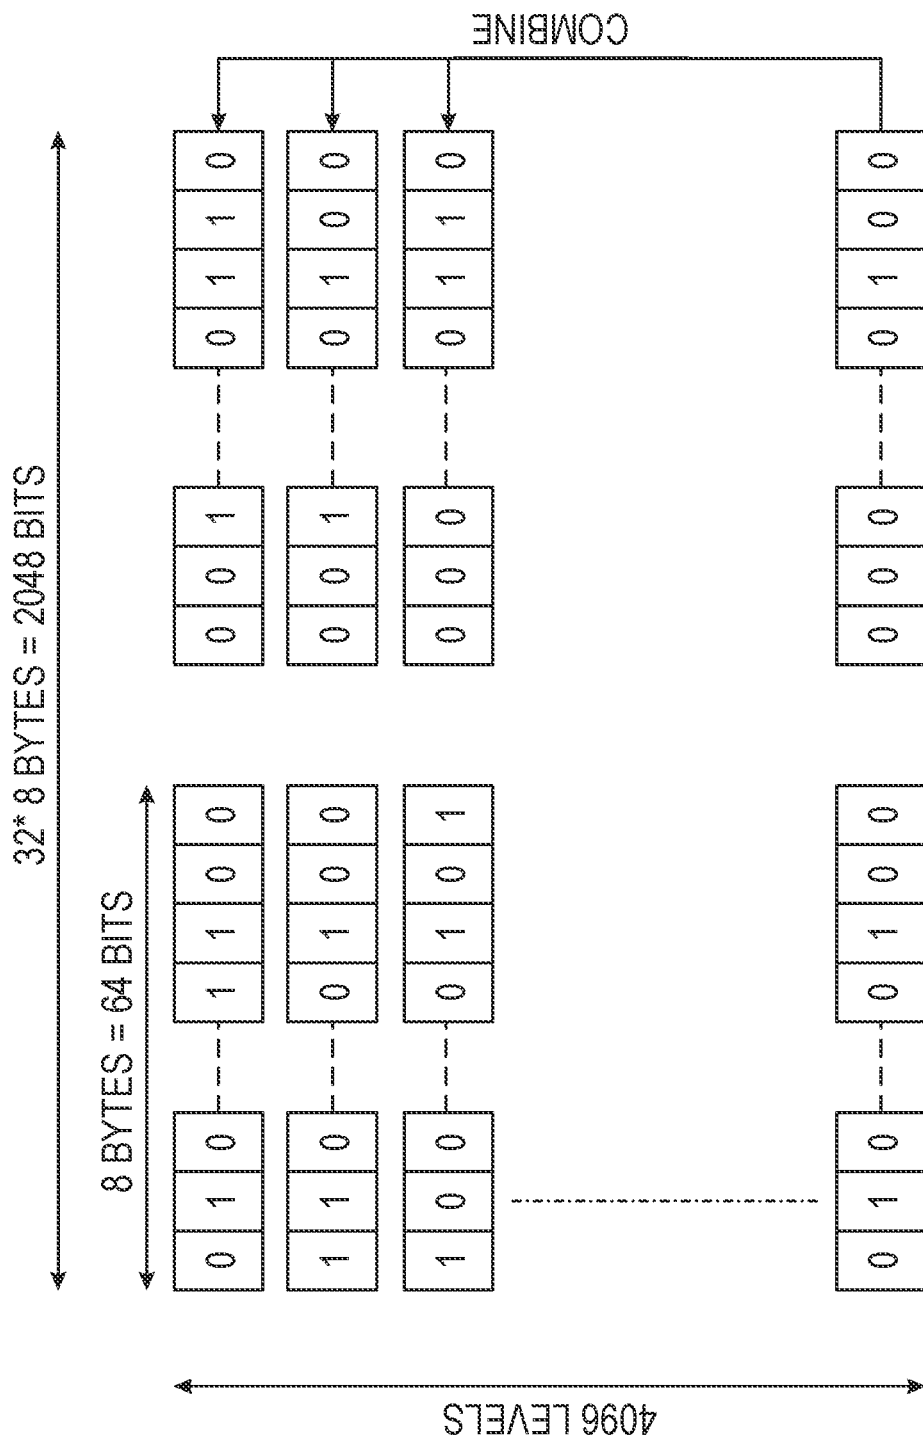 32* 8 BYTES = 2048 BITS
8 BYTES = 64 BITS
4096 LEVELS
0 1 0 1 1 0 0 0 0 1 0 1 1 0
1 1 0 0 1 0 0 0 0 1 0 1 0 0
1 0 0 0 1 0 1 0 0 0 0 1 1 0
0 1 0 0 1 0 0 0 0 0 0 1 0 0
COMBINE